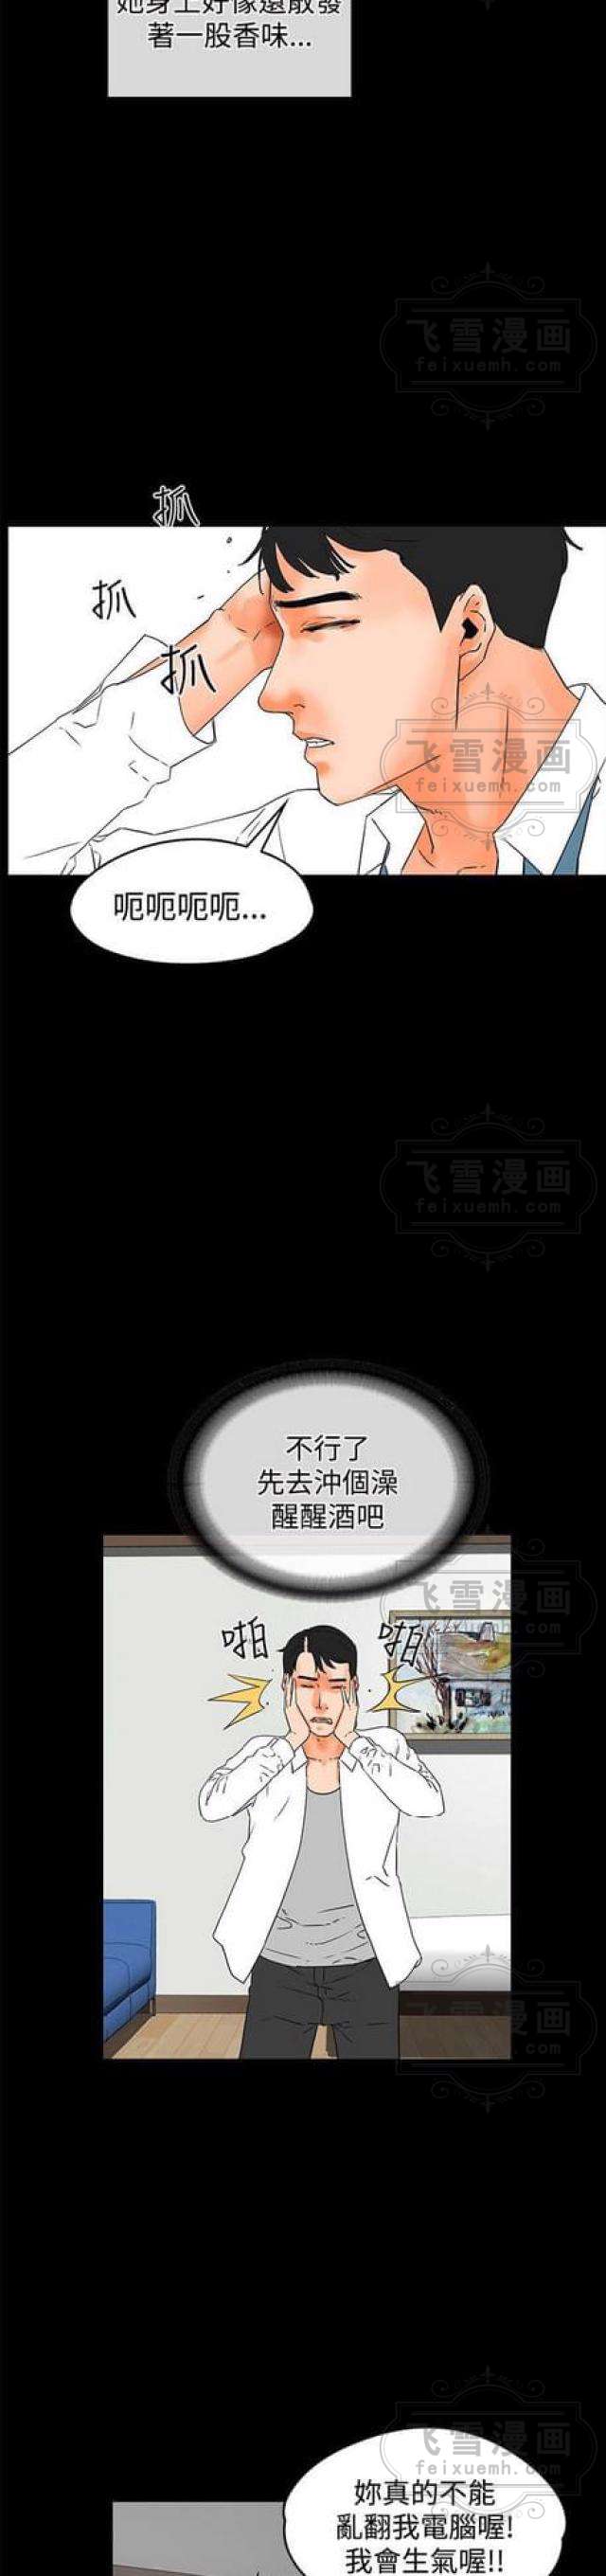 她身上好像還散發
著一股香味...
飞雪漫画
feixuemh.com
抓
抓
抓
飞雪漫画
feixuemh.com
呃呃呃呃...
飞雪漫画
feixuemh.com
不行了
先去沖個澡
醒醒酒吧
飞雪漫画
feixuemh.com
啪
啪
飞雪漫画
feixuemh.com
飞雪漫画
feixuemh.com
妳真的不能
亂翻我電腦喔!
我會生氣喔!!